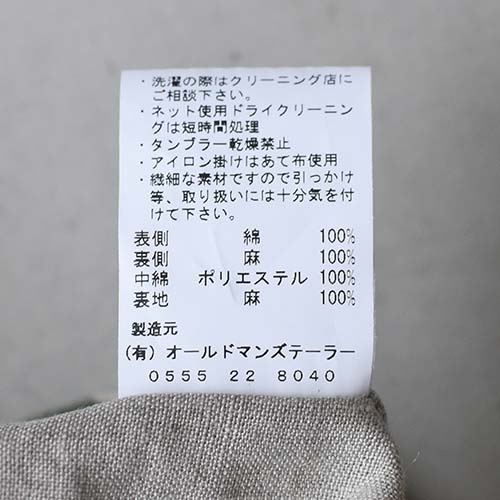 ・洗濯の際はクリーニング店に
ご相談下さい。
・ネット使用ドライクリーニン
グは短時間処理
・タンブラー乾燥禁止
・アイロン掛けはあて布使用
・繊細な素材ですので引っかけ
等、取り扱いには十分気を付
けて下さい。
表側 綿 100%
裏側 麻 100%
中綿 ポリエステル 100%
裏地 麻 100%
製造元
(有) オールドマンズテーラー
0555 22 8040